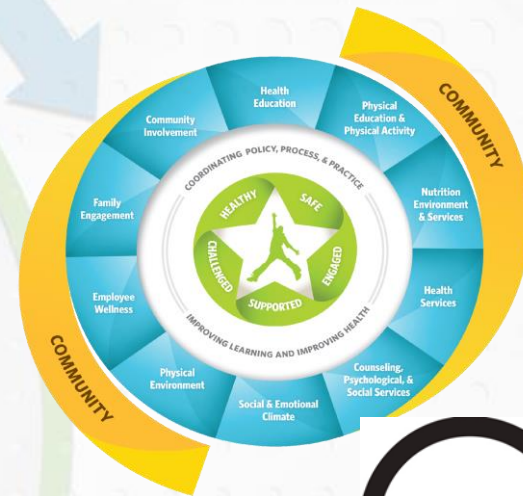 COMMUNITY
Health
Education
Physical
Education &
Physical Activity
Nutrition
Environment
& Services
Health
Services
Counseling,
Psychological, &
Social Services
Social & Emotional
Climate
Physical
Environment
Employee
Wellness
Family
Engagement
Community
Involvement
COORDINATING POLICY, PROCESS, & PRACTICE
IMPROVING LEARNING AND IMPROVING HEALTH
HEALTHY
SAFE
ENGAGED
SUPPORTED
CHALLENGED
COMMUNITY